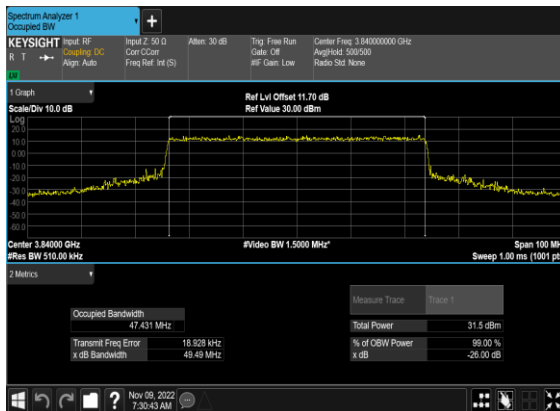 Spectrum Analyzer 1
Occupied BW
KEYSIGHT
R T
LXI
Input: RF
Coupling: DC
Align: Auto
Input Z: 50 Ω
Corr CCorr
Freq Ref: Int (S)
Atten: 30 dB
Trig: Free Run
Gate: Off
#IF Gain: Low
Center Freq: 3.840000000 GHz
Avg|Hold: 500/500
Radio Std: None
1 Graph
Scale/Div 10.0 dB
Ref Lvl Offset 11.70 dB
Ref Value 30.00 dBm
Log
20.0
10.0
0.00
-10.0
-20.0
-30.0
-40.0
-50.0
-60.0
Center 3.84000 GHz
#Res BW 510.00 kHz
#Video BW 1.5000 MHz*
Span 100 MH
Sweep 1.00 ms (1001 pts
2 Metrics
Occupied Bandwidth
47.431 MHz
Transmit Freq Error 18.928 kHz
x dB Bandwidth 49.49 MHz
Measure Trace Trace 1
Total Power 31.5 dBm
% of OBW Power 99.00 %
x dB -26.00 dB
Nov 09, 2022
7:30:43 AM